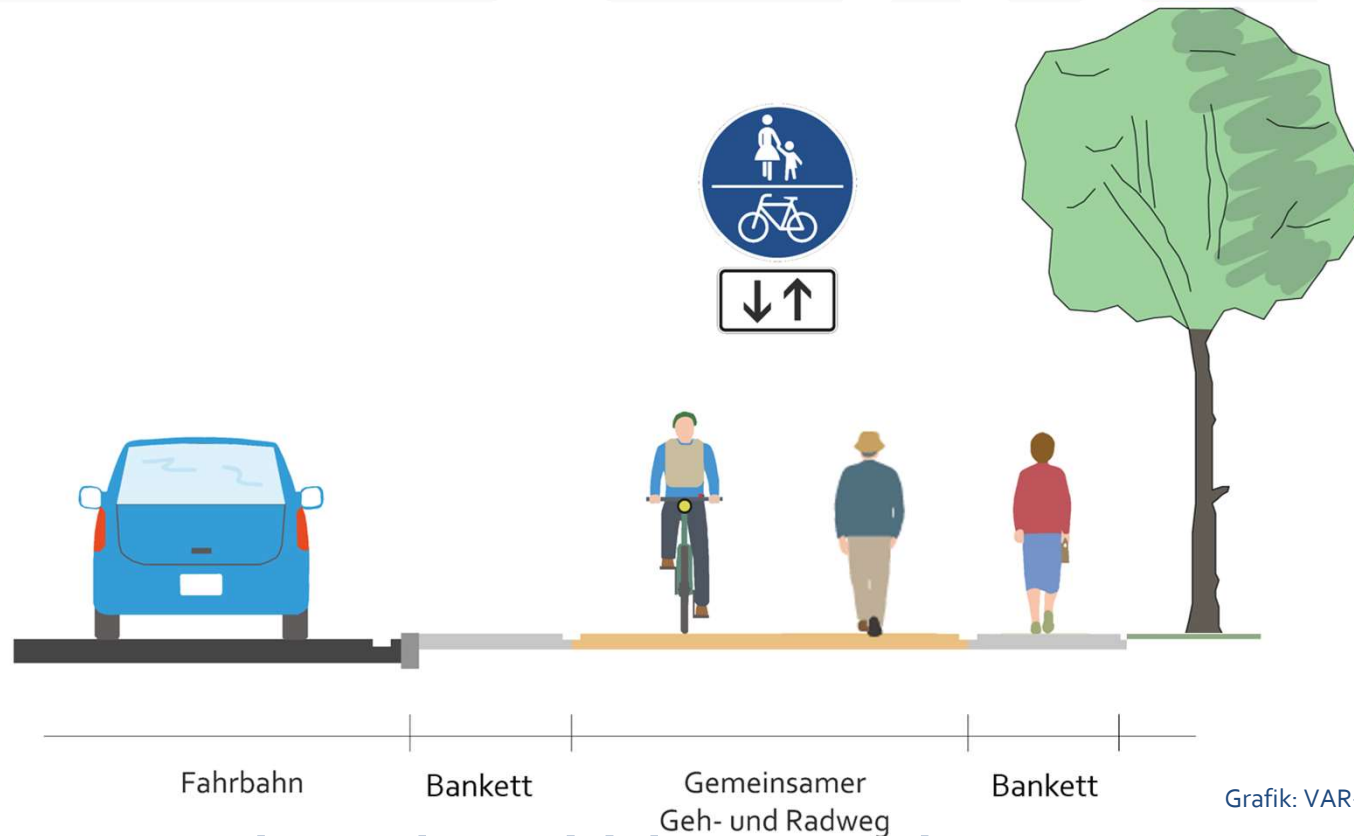 Fahrbahn
Bankett
Gemeinsamer
Geh- und Radweg
Bankett
Grafik: VAR